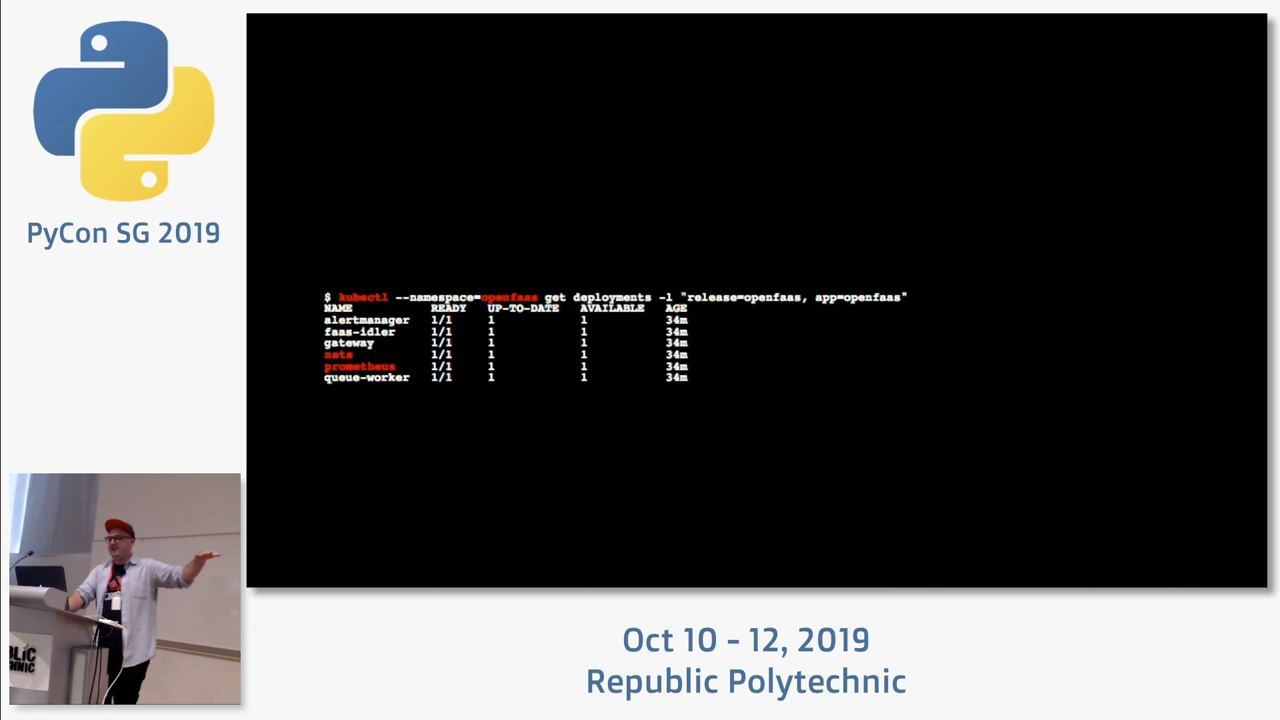 PyCon SG 2019
$ kubectl --namespace=openfaas get deployments -l "release=openfaas, app=openfaas"
NAME READY UP-TO-DATE AVAILABLE AGE
alertmanager 1/1 1 1 34m
faas-idler 1/1 1 1 34m
gateway 1/1 1 1 34m
nats 1/1 1 1 34m
prometheus 1/1 1 1 34m
queue-worker 1/1 1 1 34m
Oct 10 - 12, 2019
Republic Polytechnic